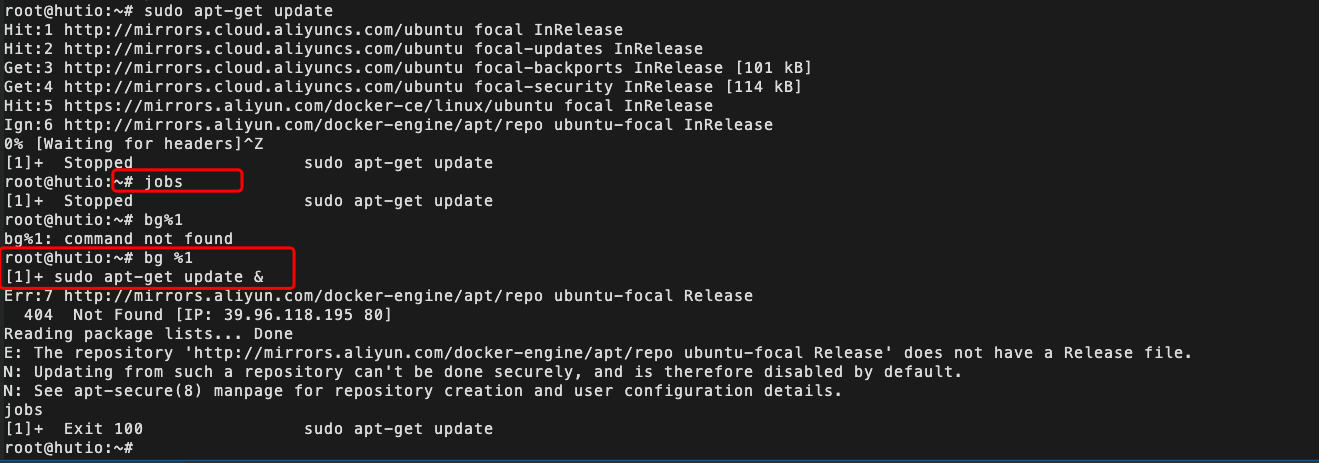 root@hutio:~# sudo apt-get update
Hit:1 http://mirrors.cloud.aliyuncs.com/ubuntu focal InRelease
Hit:2 http://mirrors.cloud.aliyuncs.com/ubuntu focal-updates InRelease
Get:3 http://mirrors.cloud.aliyuncs.com/ubuntu focal-backports InRelease [101 kB]
Get:4 http://mirrors.cloud.aliyuncs.com/ubuntu focal-security InRelease [114 kB]
Hit:5 https://mirrors.aliyun.com/docker-ce/linux/ubuntu focal InRelease
Ign:6 http://mirrors.aliyun.com/docker-engine/apt/repo ubuntu-focal InRelease
0% [Waiting for headers]^Z
[1]+  Stopped                 sudo apt-get update
root@hutio:~# jobs
[1]+  Stopped                 sudo apt-get update
root@hutio:~# bg%1
bg%1: command not found
root@hutio:~# bg %1
[1]+ sudo apt-get update &
Err:7 http://mirrors.aliyun.com/docker-engine/apt/repo ubuntu-focal Release
  404  Not Found [IP: 39.96.118.195 80]
Reading package lists... Done
E: The repository 'http://mirrors.aliyun.com/docker-engine/apt/repo ubuntu-focal Release' does not have a Release file.
N: Updating from such a repository can't be done securely, and is therefore disabled by default.
N: See apt-secure(8) manpage for repository creation and user configuration details.
jobs
[1]+  Exit 100                sudo apt-get update
root@hutio:~#